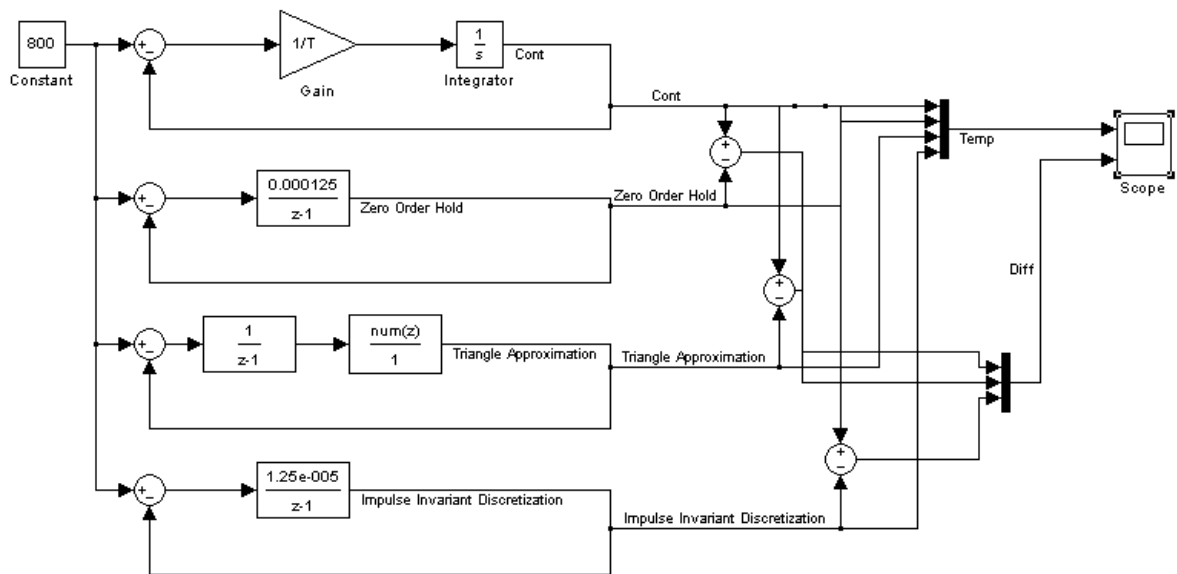 800
Constant
+
−
1/T
Gain
1
s
Integrator
Cont
Cont
+
−
Temp
Scope
+
−
0.000125
z-1
Zero Order Hold
Zero Order Hold
+
−
Diff
+
−
1
z-1
num(z)
1
Triangle Approximation
Triangle Approximation
+
−
+
−
1.25e-005
z-1
Impulse Invariant Discretization
Impulse Invariant Discretization